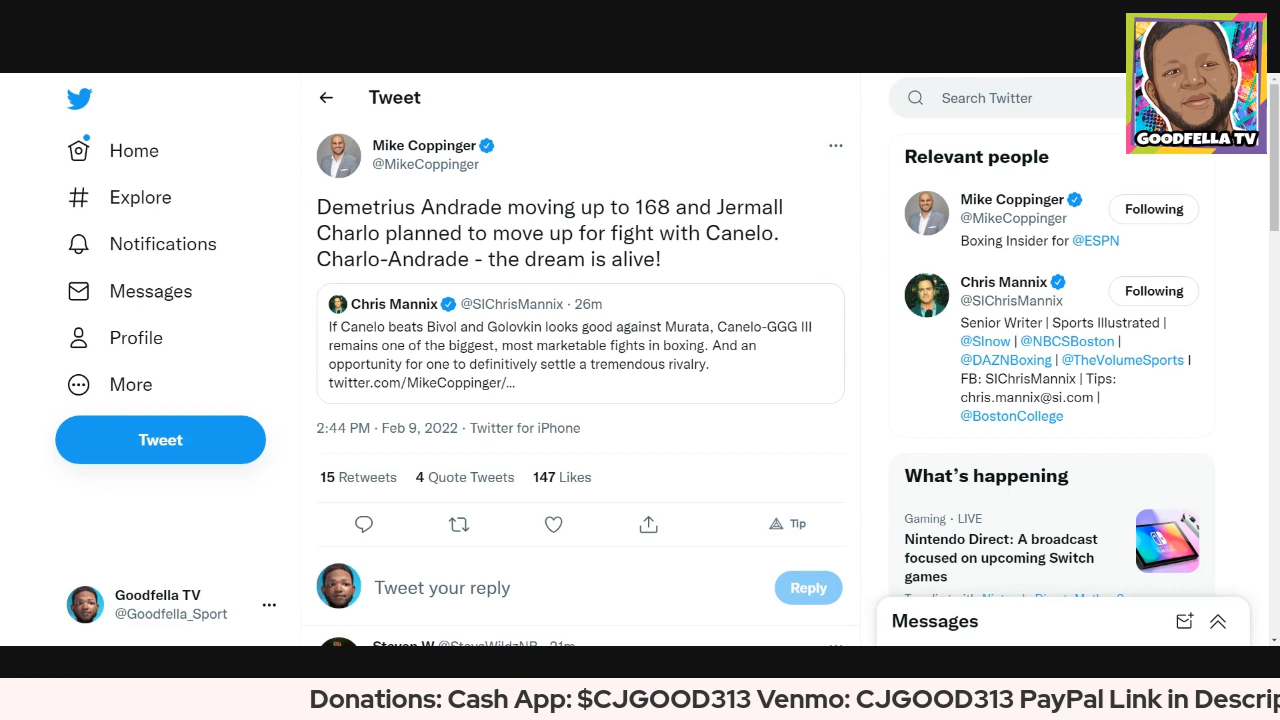 GOODFELLA TV
Tweet
Search Twitter
Home
Explore
Notifications
Messages
Profile
More
Tweet
Goodfella TV
@Goodfella_Sport
Mike Coppinger
@MikeCoppinger
Demetrius Andrade moving up to 168 and Jermall
Charlo planned to move up for fight with Canelo.
Charlo-Andrade - the dream is alive!
Chris Mannix @SIChrisMannix · 26m
If Canelo beats Bivol and Golovkin looks good against Murata, Canelo-GGG III
remains one of the biggest, most marketable fights in boxing. And an
opportunity for one to definitively settle a tremendous rivalry.
twitter.com/MikeCoppinger/...
2:44 PM · Feb 9, 2022 · Twitter for iPhone
15 Retweets 4 Quote Tweets 147 Likes
Tip
Tweet your reply
Reply
Relevant people
Mike Coppinger
@MikeCoppinger
Following
Boxing Insider for @ESPN
Chris Mannix
@SIChrisMannix
Following
Senior Writer | Sports Illustrated |
@SInow | @NBCSBoston |
@DAZNBoxing | @TheVolumeSports |
FB: SIChrisMannix | Tips:
chris.mannix@si.com |
@BostonCollege
What's happening
Gaming · LIVE
Nintendo Direct: A broadcast
focused on upcoming Switch
games
Messages
Donations: Cash App: $CJGOOD313 Venmo: CJGOOD313 PayPal Link in Descrip